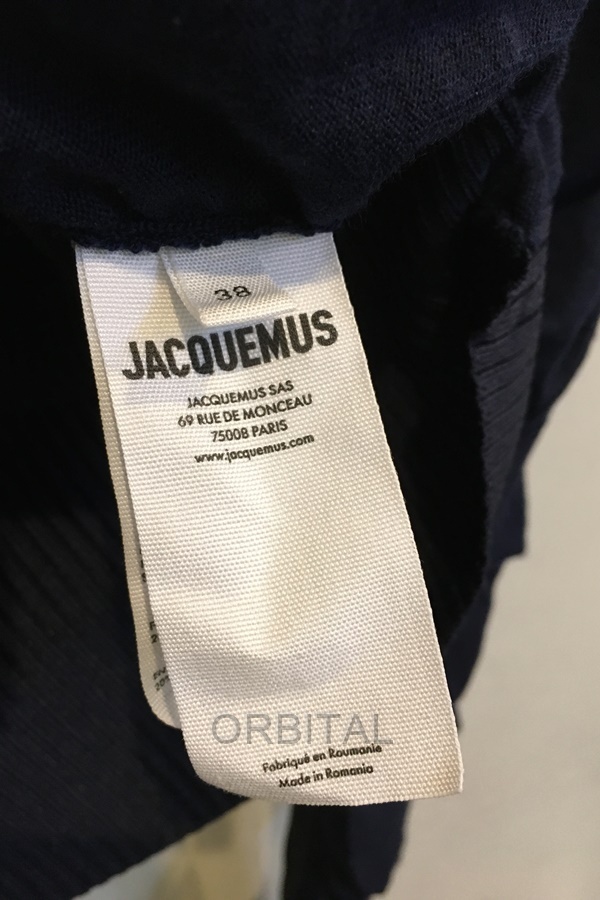 38
JACQUEMUS
JACQUEMUS SAS
69 RUE DE MONCEAU
75008 PARIS
www.jacquemus.com
ORBITAL
Fabriqué en Roumanie
Made in Romania